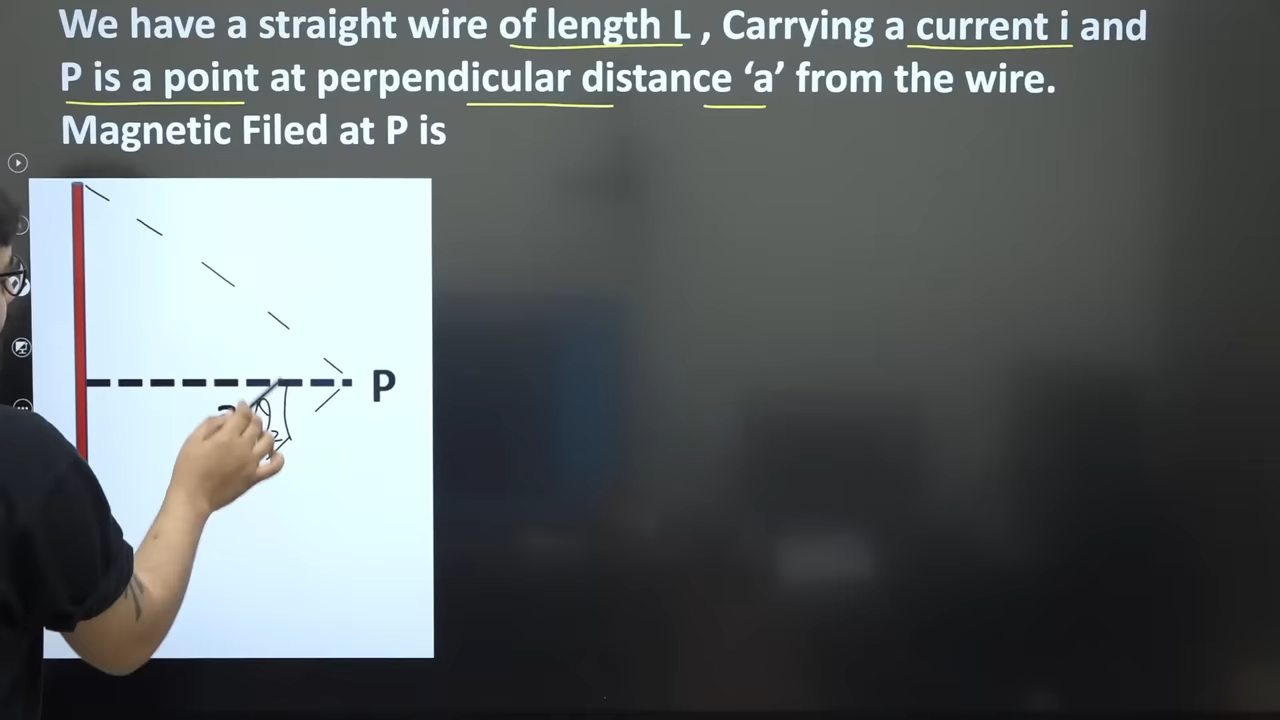 We have a straight wire of length L , Carrying a current i and
P is a point at perpendicular distance ‘a’ from the wire.
Magnetic Filed at P is
P
2